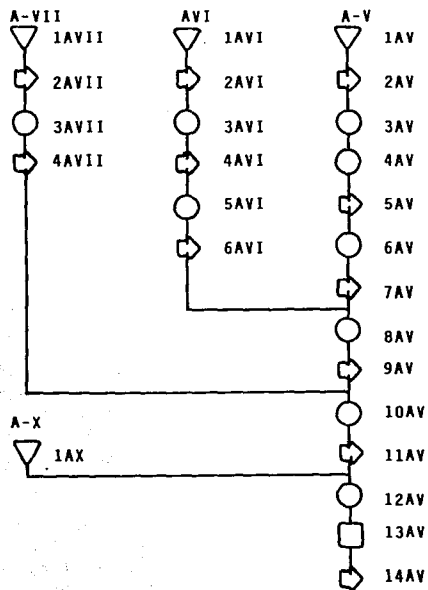 A-VII AVI A-V
1AVII 1AVI 1AV
2AVII 2AVI 2AV
3AVII 3AVI 3AV
4AVII 4AVI 4AV
5AVI 5AV
6AVI 6AV
7AV
8AV
9AV
A-X 10AV
1AX 11AV
12AV
13AV
14AV